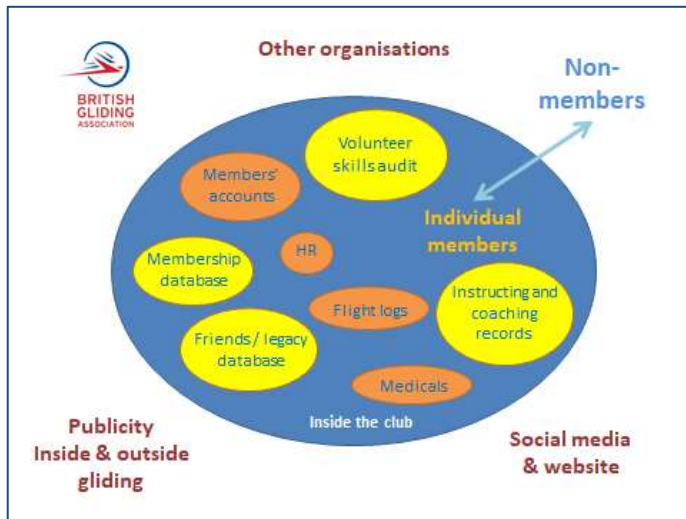 Other organisations
BRITISH
GLIDING
ASSOCIATION
Non-
members
Volunteer
skills audit
Members'
accounts
Individual
members
HR
Membership
database
Instructing and
coaching
records
Flight logs
Friends / legacy
database
Medicals
Inside the club
Publicity
Inside & outside
gliding
Social media
& website